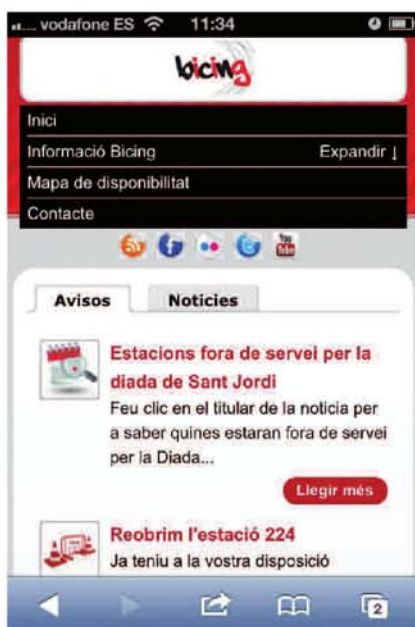 vodafone ES 11:34
bicing
Inici
Informació Bicing Expandir ↓
Mapa de disponibilitat
Contacte
You Tube
Avisos Noticies
Estacions fora de servei per la
diada de Sant Jordi
Feu clic en el titular de la noticia per
a saber quines estaran fora de servei
per la Diada...
Llegir més
Reobrim l'estació 224
Ja teniu a la vostra disposició
2